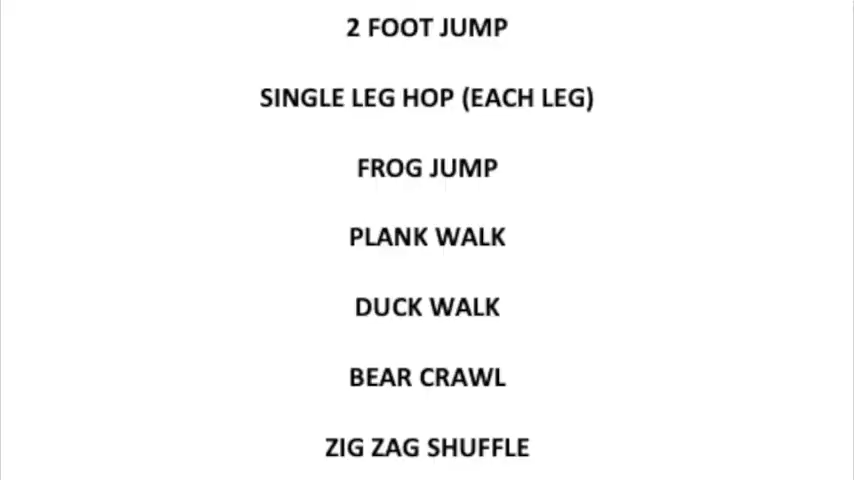 2 FOOT JUMP
SINGLE LEG HOP (EACH LEG)
FROG JUMP
PLANK WALK
DUCK WALK
BEAR CRAWL
ZIG ZAG SHUFFLE